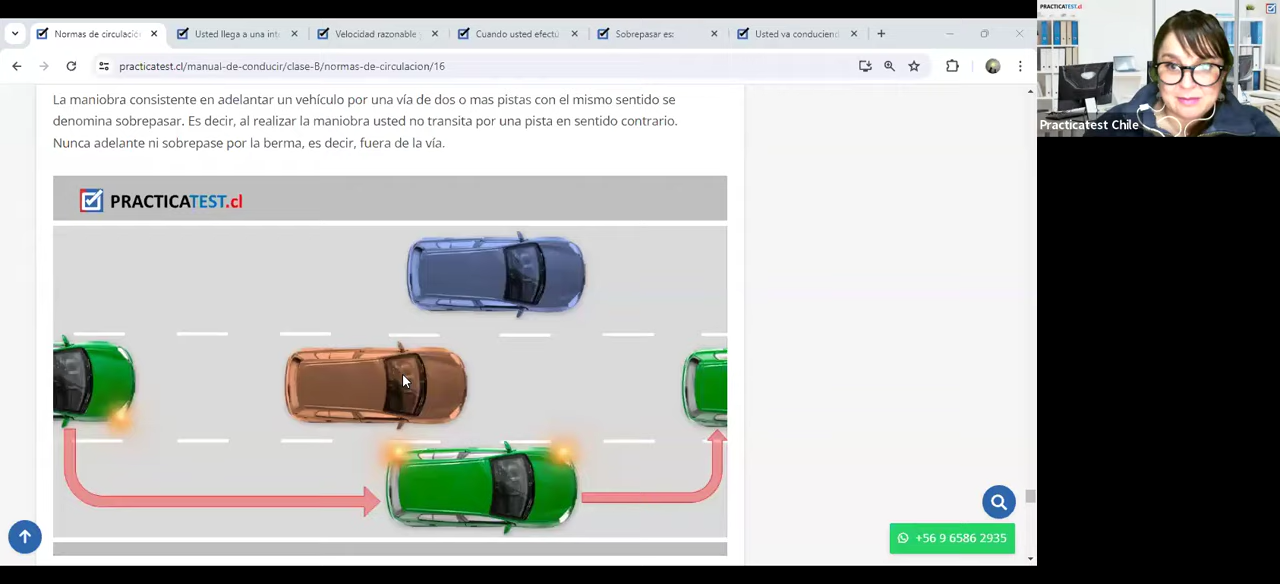 Normas de circulació
Usted llega a una int
Velocidad razonable
Cuando usted efectú
Sobrepasar es:
Usted va conduciend
practicatest.cl/manual-de-conducir/clase-B/normas-de-circulacion/16
PRACTICATEST.cl
Practicatest Chile
La maniobra consistente en adelantar un vehículo por una vía de dos o mas pistas con el mismo sentido se
denomina sobrepasar. Es decir, al realizar la maniobra usted no transita por una pista en sentido contrario.
Nunca adelante ni sobrepase por la berma, es decir, fuera de la vía.
PRACTICATEST.cl
+56 9 6586 2935